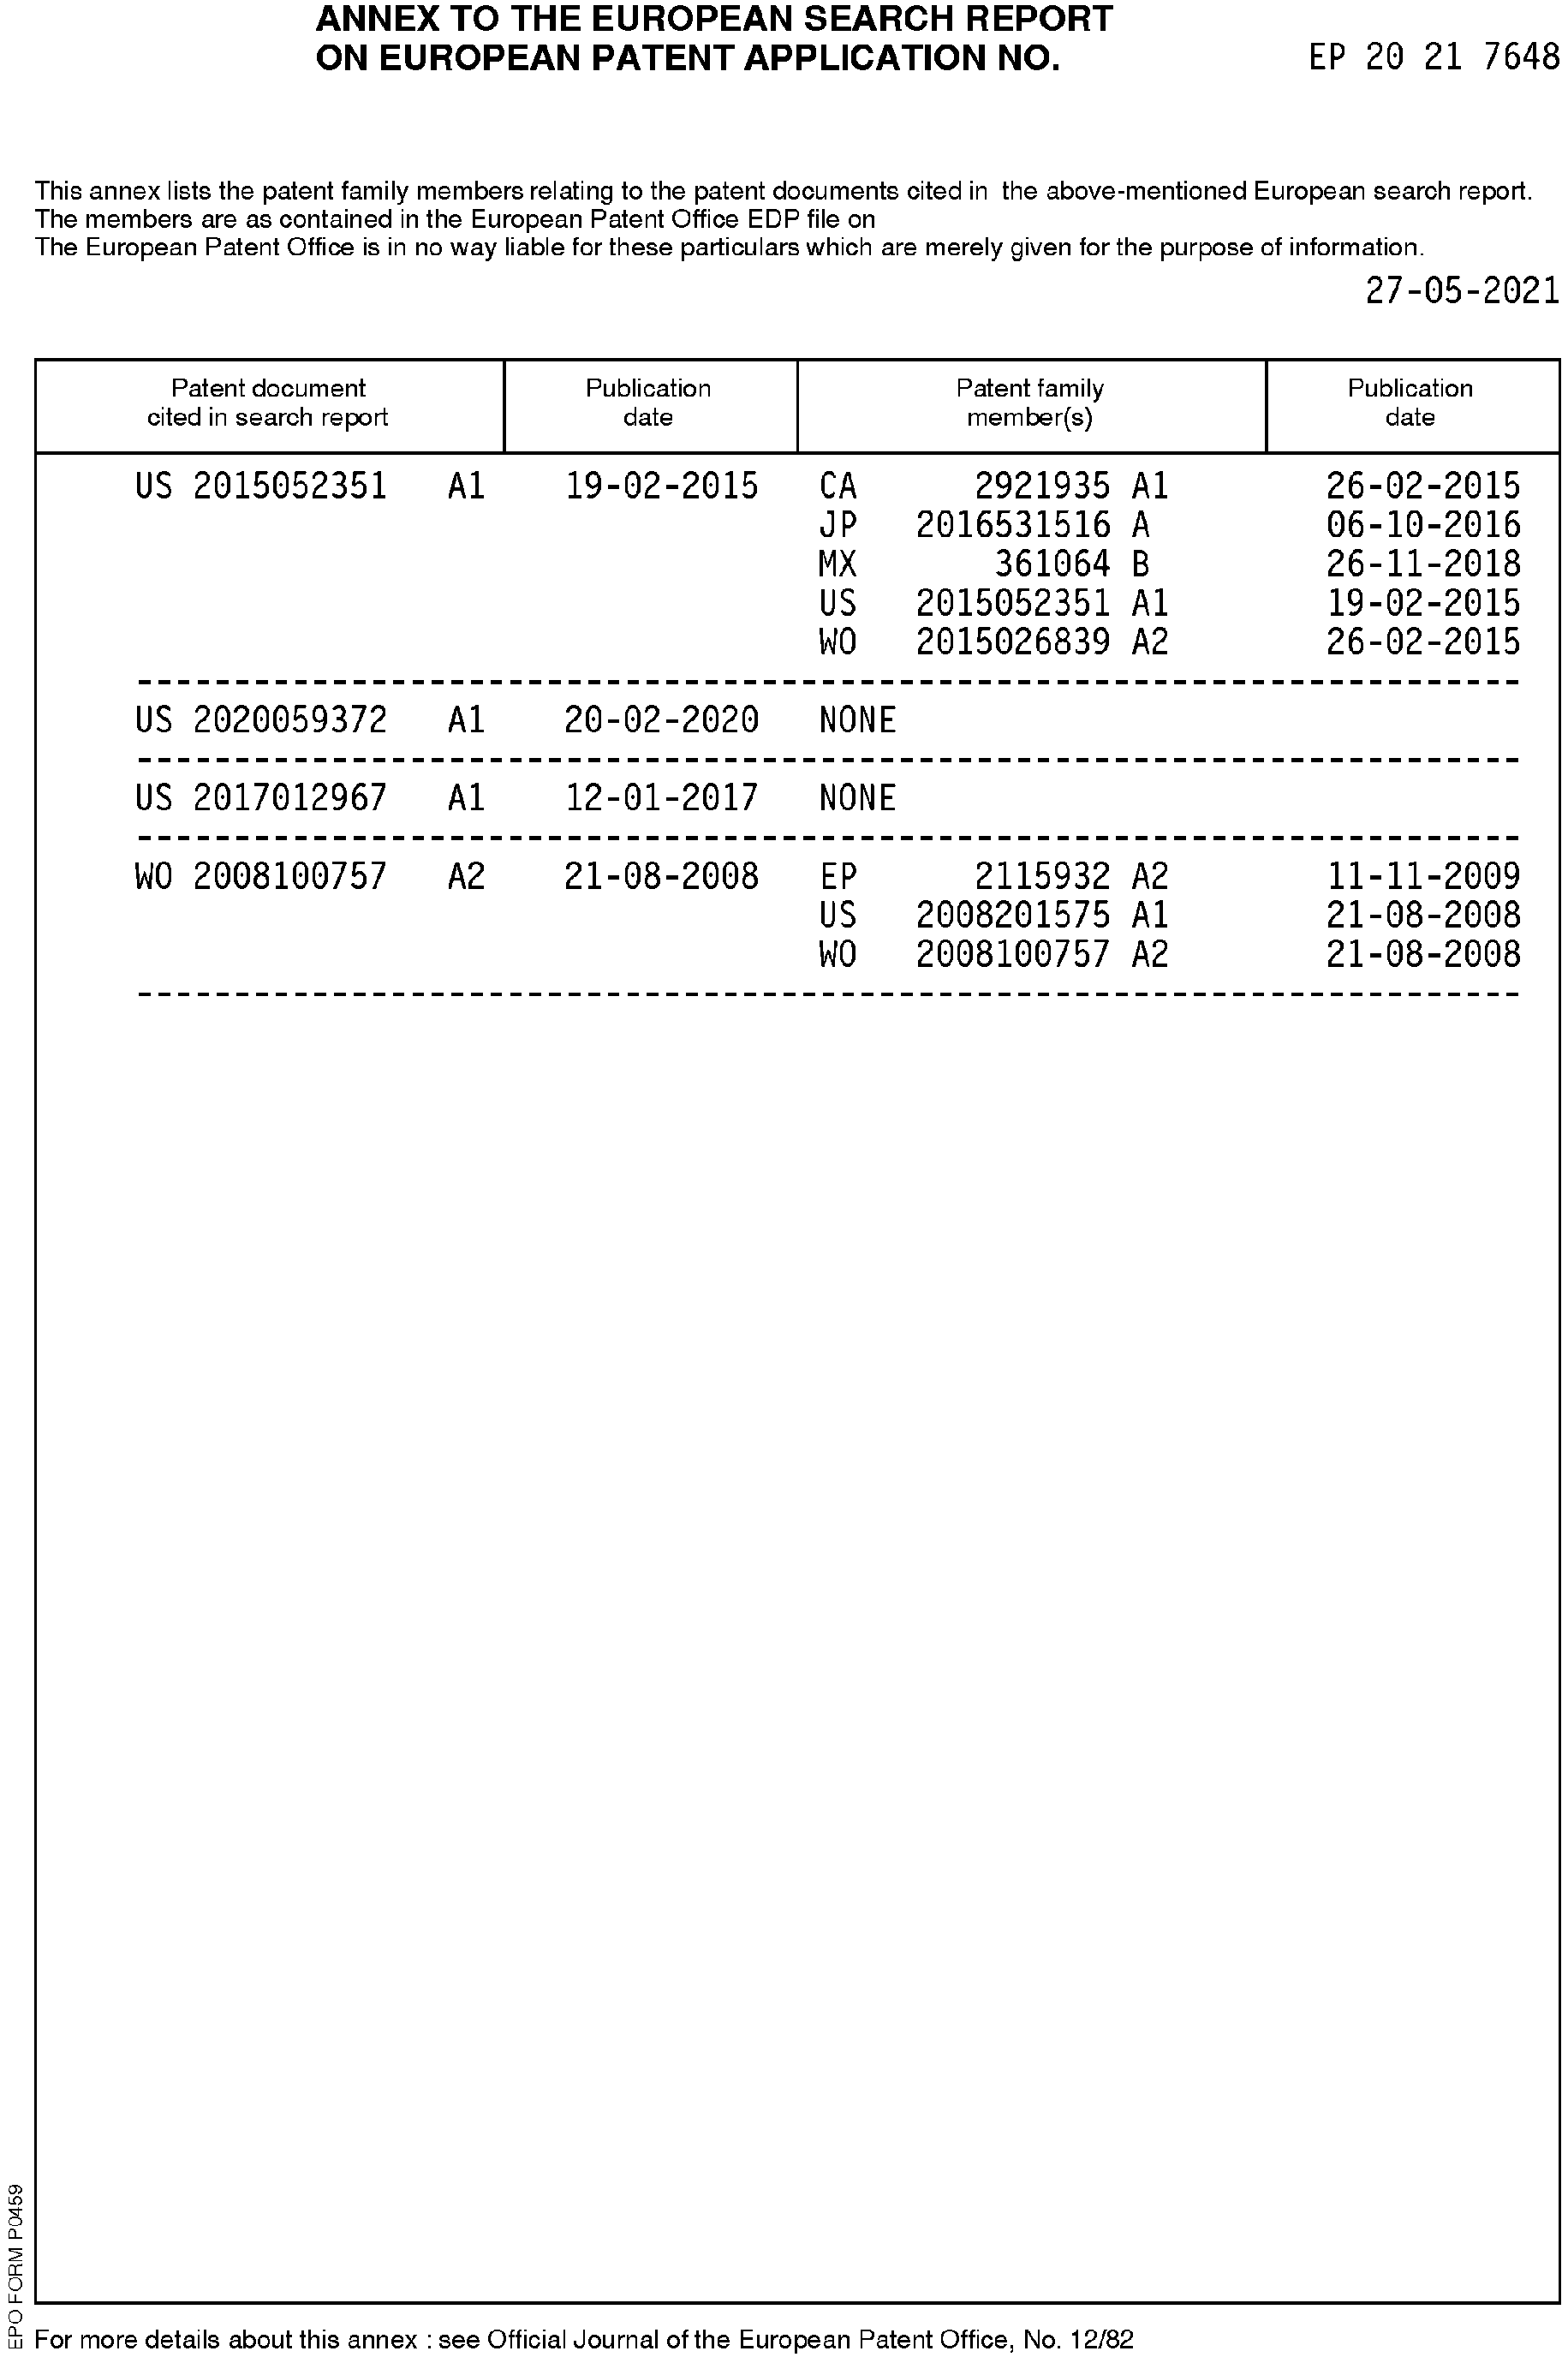 ANNEX TO THE EUROPEAN SEARCH REPORT
ON EUROPEAN PATENT APPLICATION NO. EP 20 21 7648
This annex lists the patent family members relating to the patent documents cited in the above-mentioned European search report.
The members are as contained in the European Patent Office EDP file on
The European Patent Office is in no way liable for these particulars which are merely given for the purpose of information.
27-05-2021
Patent document cited in search report Publication date Patent family member(s) Publication date
US 2015052351 A1 19-02-2015 CA 2921935 A1 26-02-2015
JP 2016531516 A 06-10-2016
MX 361064 B 26-11-2018
US 2015052351 A1 19-02-2015
WO 2015026839 A2 26-02-2015
US 2020059372 A1 20-02-2020 NONE
US 2017012967 A1 12-01-2017 NONE
WO 2008100757 A2 21-08-2008 EP 2115932 A2 11-11-2009
US 2008201575 A1 21-08-2008
WO 2008100757 A2 21-08-2008
EPO FORM P0459
For more details about this annex : see Official Journal of the European Patent Office, No. 12/82